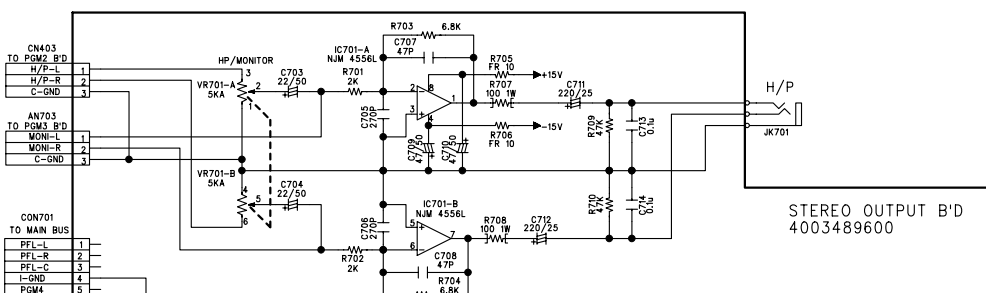 CN403
TO PGM2 B'D
H/P-L 1
H/P-R 2
C-GND 3
AN703
TO PGM3 B'D
MONI-L 1
MONI-R 2
C-GND 3
CON701
TO MAIN BUS
PFL-L 1
PFL-R 2
PFL-C 3
I-GND 4
PGM4 5
HP/MONITOR
3
VR701-A
5KA
2
1
VR701-B
5KA
4
5
6
C703
22/50
C704
22/50
R701
2K
R702
2K
IC701-A
NJM 4556L
R703 6.8K
C707
47P
C705
270P
2
3
8
1
4
C709
47/50
C710
47/50
R705
FR 10
+15V
R707
100 1W
R706
FR 10
-15V
C711
220/25
R709
47K
C713
0.1u
H/P
JK701
C706
270P
IC701-B
NJM 4556L
5
6
7
C708
47P
R704
6.8K
R708
100 1W
C712
220/25
R710
47K
C714
0.1u
STEREO OUTPUT B'D
4003489600